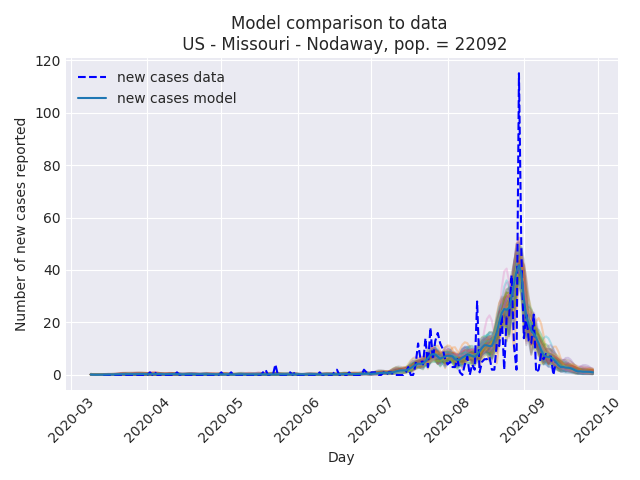 Model comparison to data
US - Missouri - Nodaway, pop. = 22092
new cases data
new cases model
Number of new cases reported
120
100
80
60
40
20
0
2020-03
2020-04
2020-05
2020-06
2020-07
2020-08
2020-09
2020-10
Day